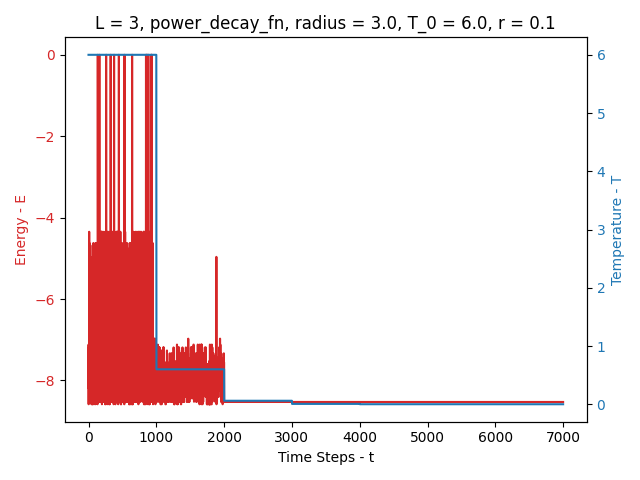 L = 3, power_decay_fn, radius = 3.0, T_0 = 6.0, r = 0.1
0
−2
−4
−6
−8
Energy - E
6
5
4
3
2
1
0
Temperature - T
0 1000 2000 3000 4000 5000 6000 7000
Time Steps - t